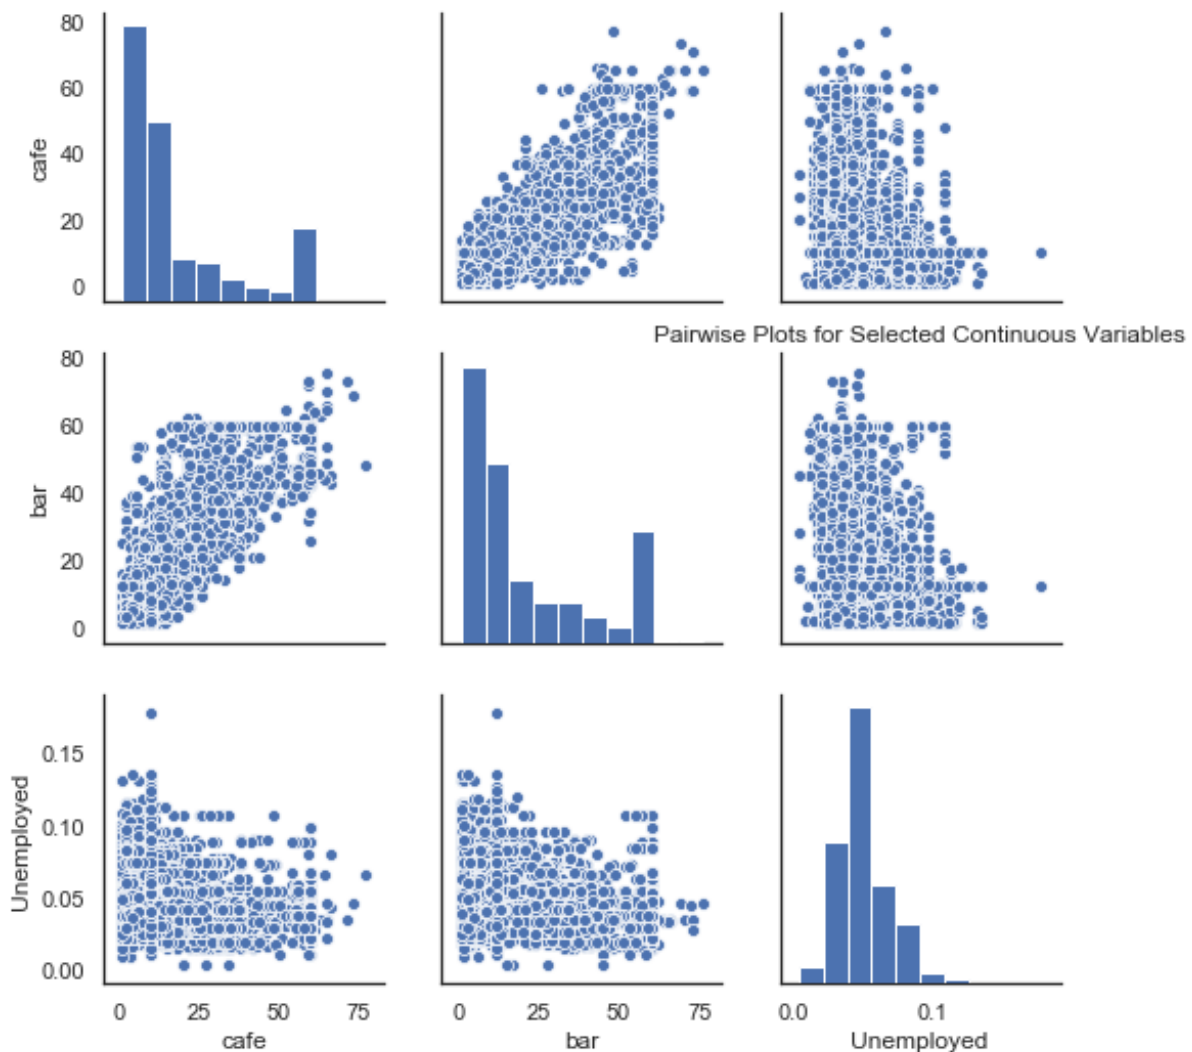 80
60
40
20
0
cafe
Pairwise Plots for Selected Continuous Variables
80
60
40
20
0
bar
0.15
0.10
0.05
0.00
Unemployed
0 25 50 75 0 25 50 75 0.0 0.1
cafe bar Unemployed